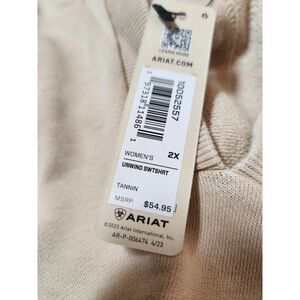 LEARN MORE
ARIAT.COM
10052557
WOMEN'S 2X
UNWIND SWTSHRT
TANNIN
MSRP: $54.95
ARIAT
©2023 Ariat International, Inc.
AR-P-006474 4/23